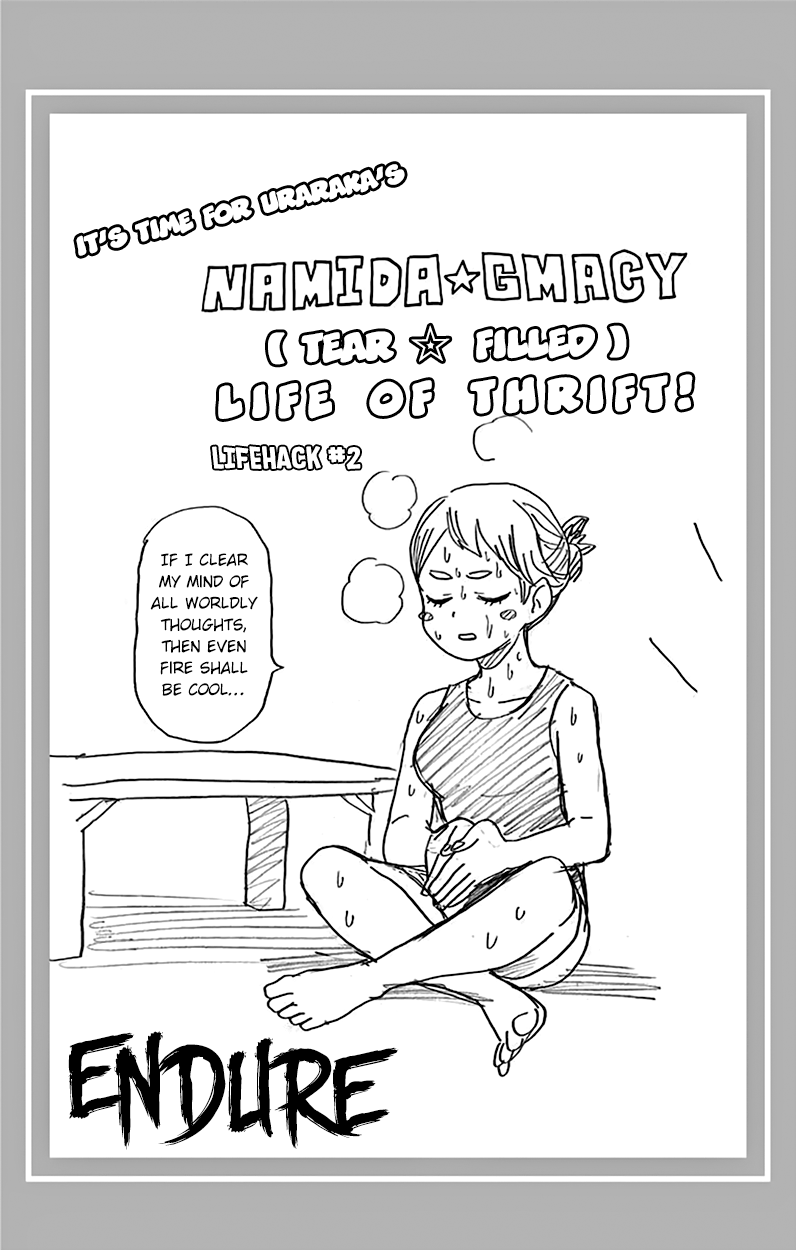 IT'S TIME FOR URARAKA'S
NAMIDA☆GMACY
( TEAR ☆ FILLED )
LIFE OF THRIFT!
LIFEHACK #2
IF I CLEAR
MY MIND OF
ALL WORLDLY
THOUGHTS,
THEN EVEN
FIRE SHALL
BE COOL...
ENDURE